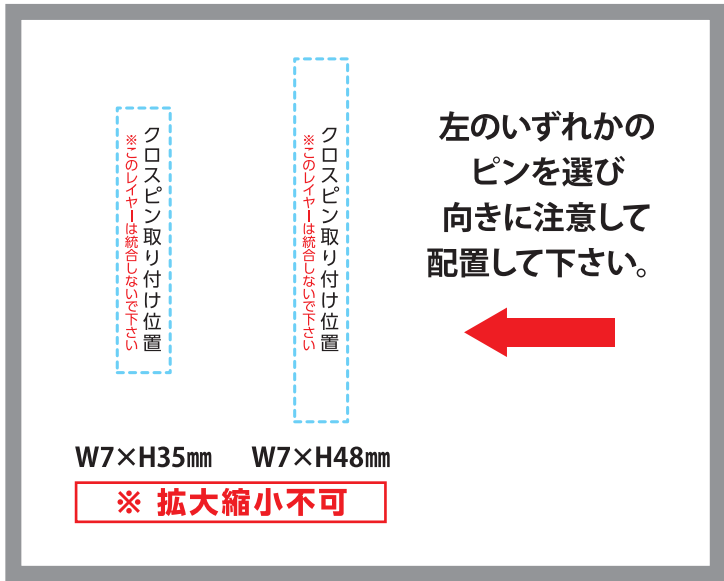 クロスピン取り付け位置
※このレイヤーは統合しないで下さい
クロスピン取り付け位置
※このレイヤーは統合しないで下さい
左のいずれかの
ピンを選び
向きに注意して
配置して下さい。
W7×H35㎜
W7×H48㎜
※ 拡大縮小不可